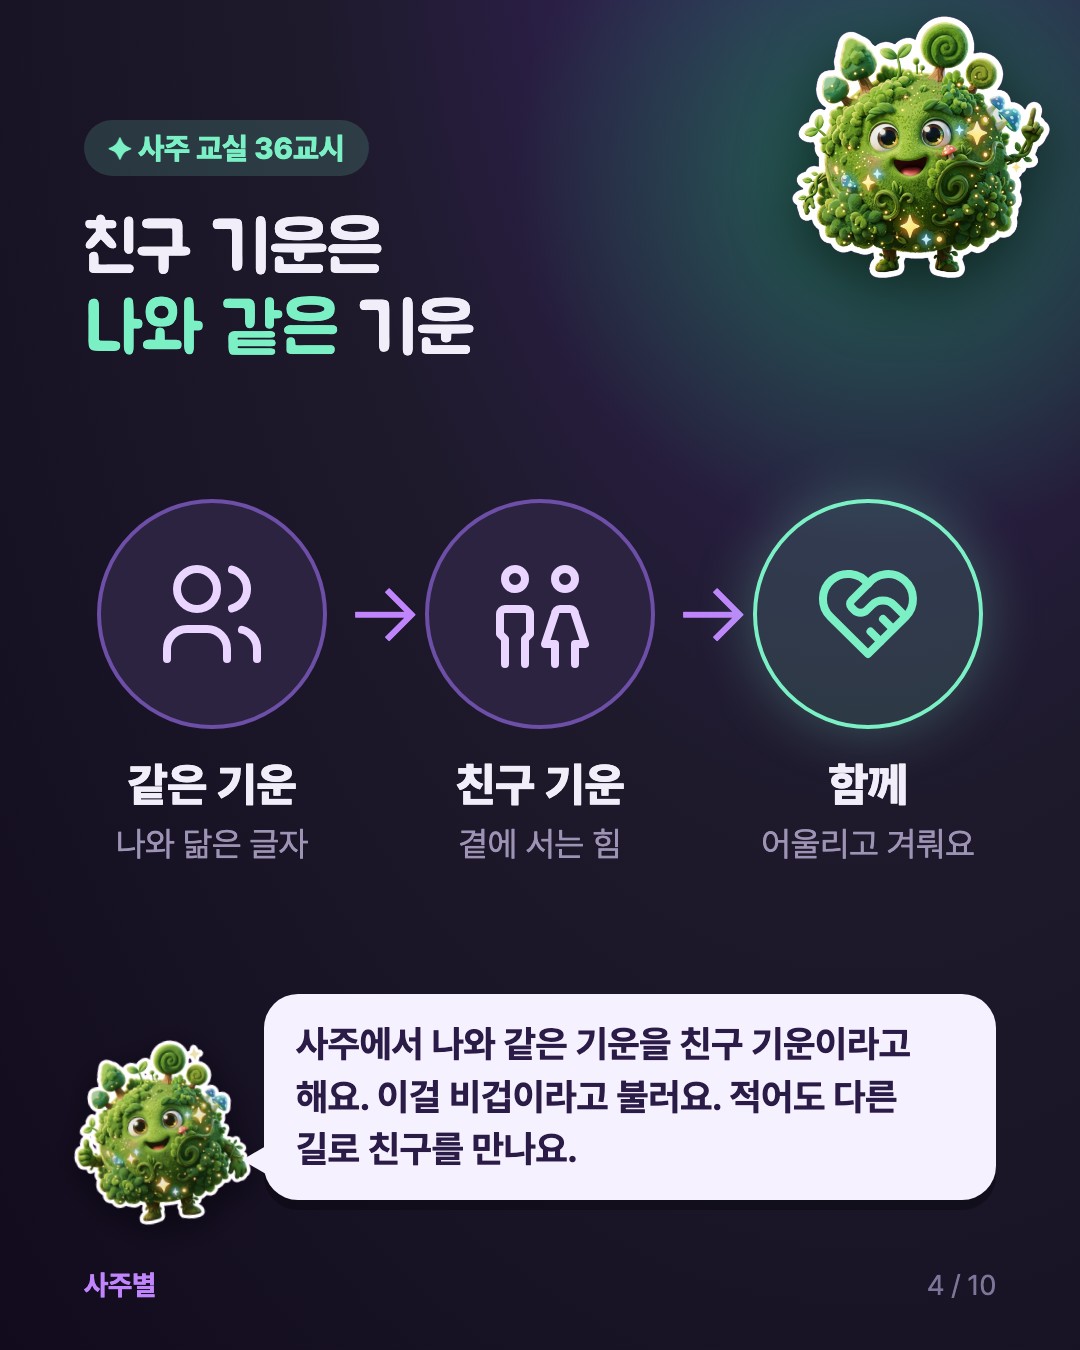 ✦ 사주 교실 36교시
친구 기운은
나와 같은 기운
같은 기운
나와 닮은 글자
친구 기운
곁에 서는 힘
함께
어울리고 겨뤄요
사주에서 나와 같은 기운을 친구 기운이라고
해요. 이걸 비겁이라고 불러요. 적어도 다른
길로 친구를 만나요.
사주별
4 / 10